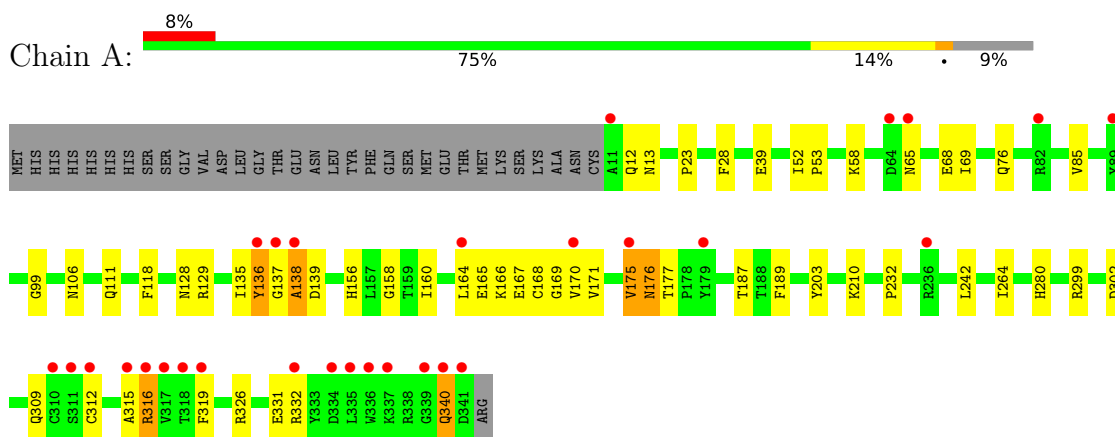 8%
Chain A:
75% 14% • 9%
MET HIS HIS HIS HIS HIS HIS SER SER GLY VAL ASP LEU GLY THR GLU ASN LEU TYR PHE GLN SER MET GLU THR MET LYS SER LYS ALA ASN CYS A11 Q12 N13 P23 F28 E39 I52 P53 K58 D64 N65 E68 I69 Q76 R82 V85
G99 N106 Q111 F118 N128 R129 I135 Y136 G137 A138 D139 H156 L157 G158 T159 I160 L164 E165 K166 E167 C168 G169 V170 V171 V175 N176 T177 P178 Y179 T187 T188 F189 Y203 K210 P232 R236 L242 I264 H280 R299
Q309 C310 S311 C312 A315 R316 V317 T318 F319 R326 E331 R332 Y333 D334 L335 W336 K337 R338 G339 Q340 D341 ARG